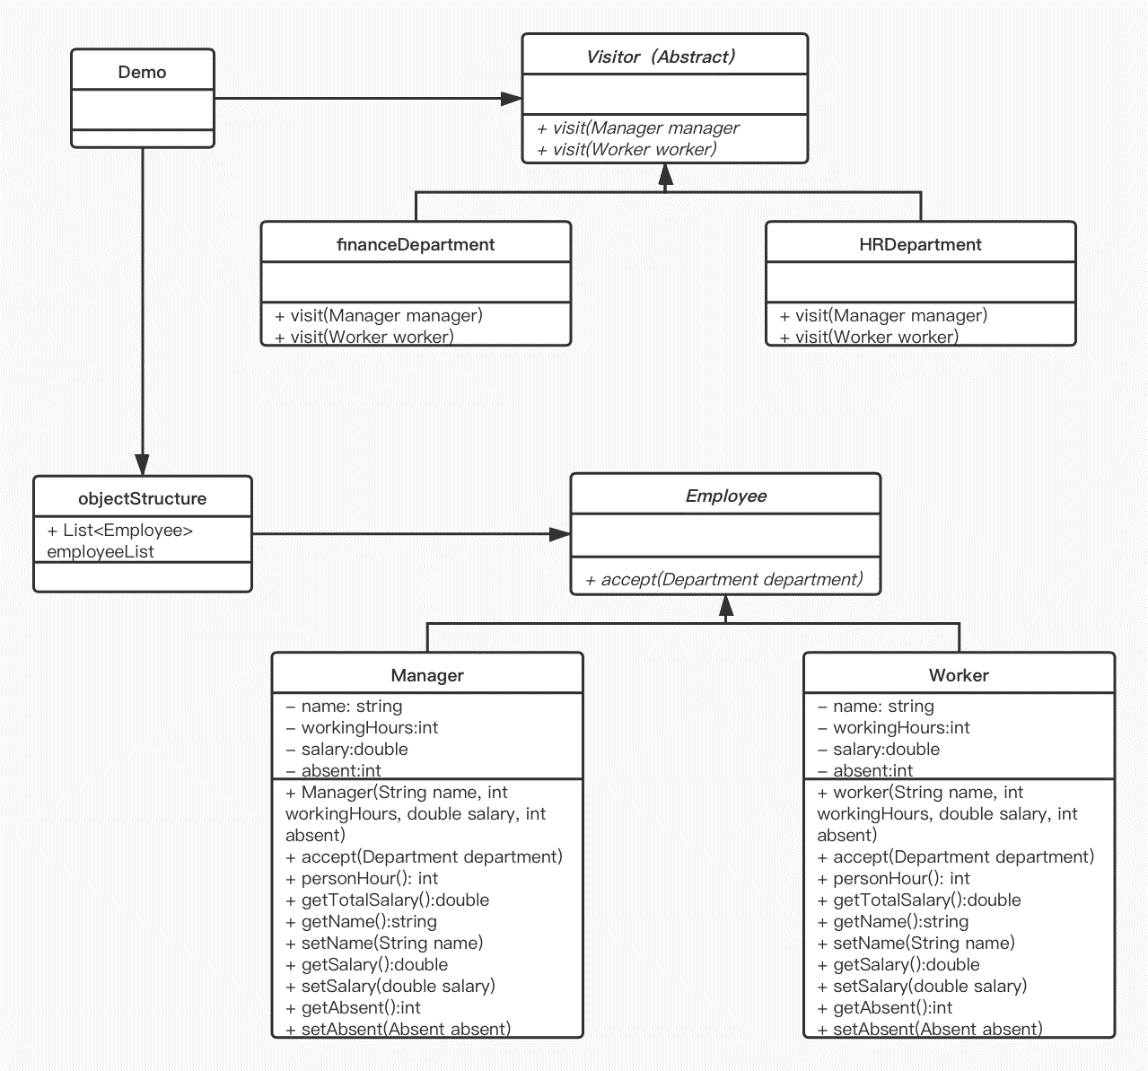 Demo
Visitor（Abstract）
+ visit(Manager manager
+ visit(Worker worker)
financeDepartment
+ visit(Manager manager)
+ visit(Worker worker)
HRDepartment
+ visit(Manager manager)
+ visit(Worker worker)
objectStructure
+ List<Employee>
employeeList
Employee
+ accept(Department department)
Manager
– name: string
– workingHours:int
– salary:double
– absent:int
+ Manager(String name, int
workingHours, double salary, int
absent)
+ accept(Department department)
+ personHour(): int
+ getTotalSalary():double
+ getName():string
+ setName(String name)
+ getSalary():double
+ setSalary(double salary)
+ getAbsent():int
+ setAbsent(Absent absent)
Worker
– name: string
– workingHours:int
– salary:double
– absent:int
+ worker(String name, int
workingHours, double salary, int
absent)
+ accept(Department department)
+ personHour(): int
+ getTotalSalary():double
+ getName():string
+ setName(String name)
+ getSalary():double
+ setSalary(double salary)
+ getAbsent():int
+ setAbsent(Absent absent)